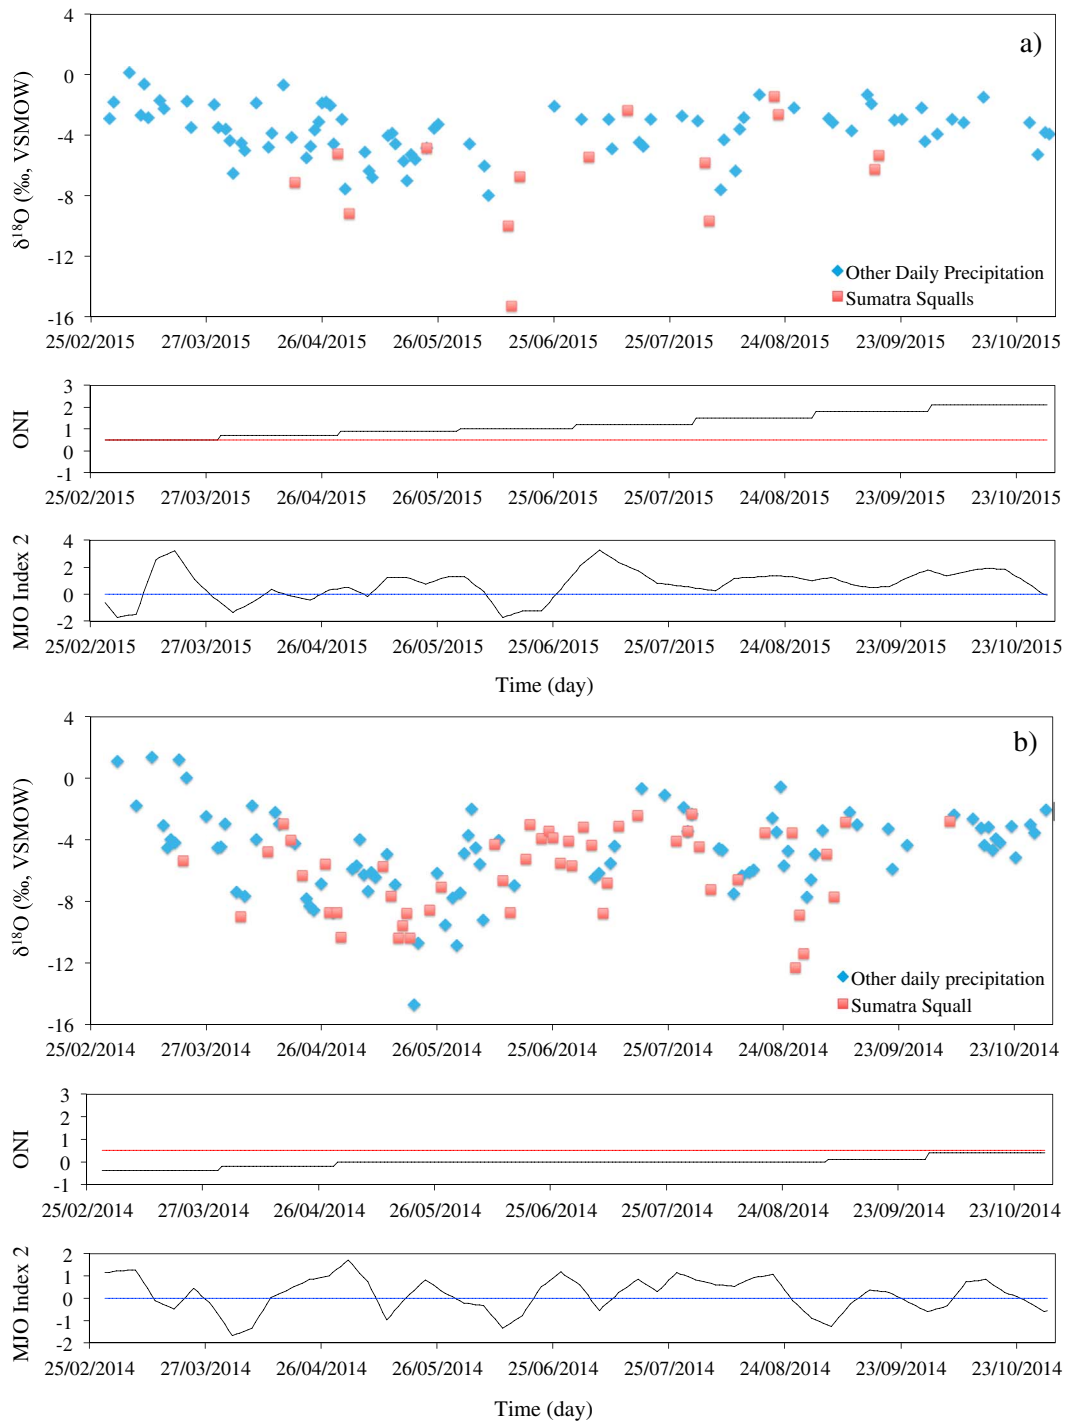 4
a)
0
-4
-8
-12
-16
δ¹⁸O (‰, VSMOW)
Other Daily Precipitation
Sumatra Squalls
25/02/2015 27/03/2015 26/04/2015 26/05/2015 25/06/2015 25/07/2015 24/08/2015 23/09/2015 23/10/2015
3
2
1
0
-1
ONI
25/02/2015 27/03/2015 26/04/2015 26/05/2015 25/06/2015 25/07/2015 24/08/2015 23/09/2015 23/10/2015
4
2
0
-2
MJO Index 2
25/02/2015 27/03/2015 26/04/2015 26/05/2015 25/06/2015 25/07/2015 24/08/2015 23/09/2015 23/10/2015
Time (day)
4
b)
0
-4
-8
-12
-16
δ¹⁸O (‰, VSMOW)
Other daily precipitation
Sumatra Squall
25/02/2014 27/03/2014 26/04/2014 26/05/2014 25/06/2014 25/07/2014 24/08/2014 23/09/2014 23/10/2014
3
2
1
0
-1
ONI
25/02/2014 27/03/2014 26/04/2014 26/05/2014 25/06/2014 25/07/2014 24/08/2014 23/09/2014 23/10/2014
2
1
0
-1
-2
MJO Index 2
25/02/2014 27/03/2014 26/04/2014 26/05/2014 25/06/2014 25/07/2014 24/08/2014 23/09/2014 23/10/2014
Time (day)